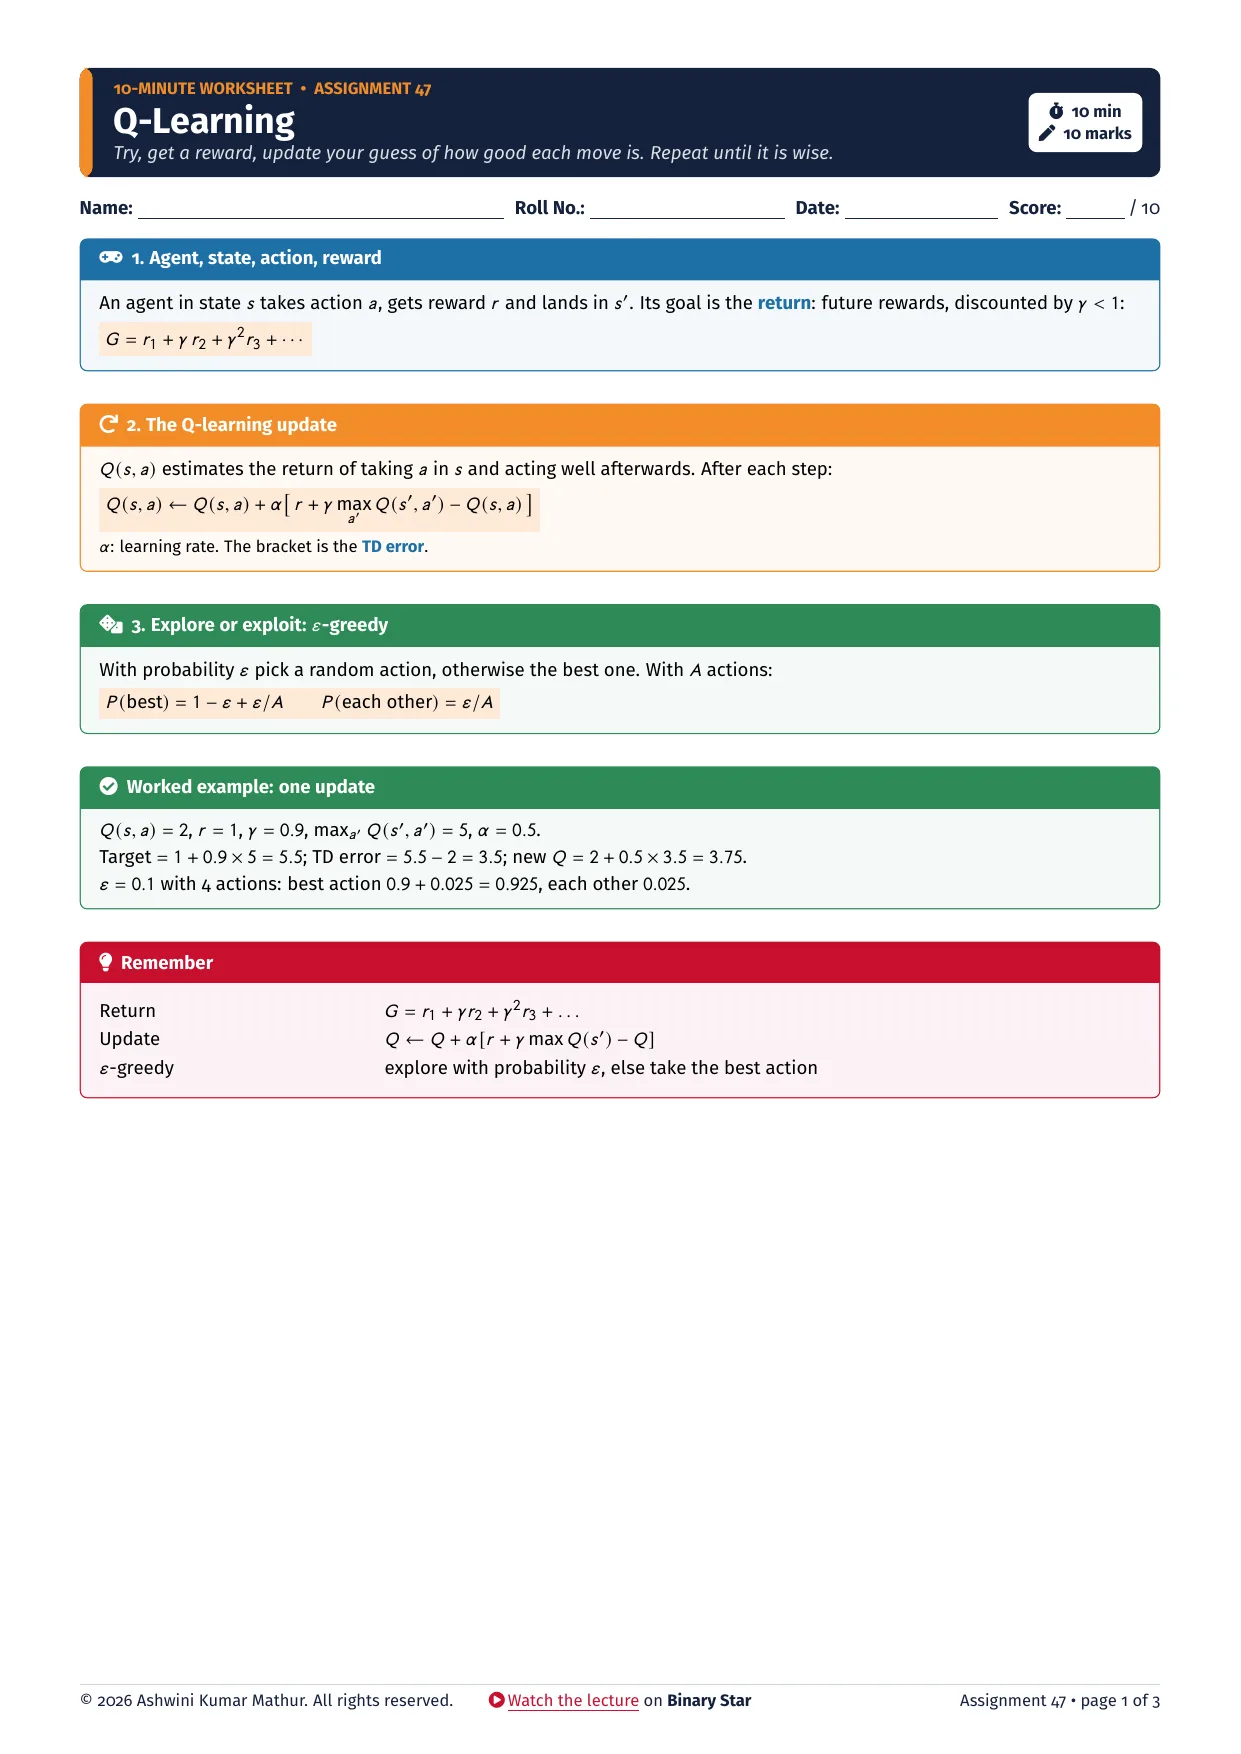 10-MINUTE WORKSHEET • ASSIGNMENT 47
Q-Learning
Try, get a reward, update your guess of how good each move is. Repeat until it is wise.
10 min
10 marks
Name: Roll No.: Date: Score: / 10
1. Agent, state, action, reward
An agent in state s takes action a, gets reward r and lands in s′. Its goal is the return: future rewards, discounted by γ < 1:
G = r₁ + γ r₂ + γ²r₃ + ⋯
2. The Q-learning update
Q(s, a) estimates the return of taking a in s and acting well afterwards. After each step:
Q(s, a) ← Q(s, a) + α[ r + γ max_{a′} Q(s′, a′) − Q(s, a) ]
α: learning rate. The bracket is the TD error.
3. Explore or exploit: ε-greedy
With probability ε pick a random action, otherwise the best one. With A actions:
P(best) = 1 − ε + ε/A P(each other) = ε/A
Worked example: one update
Q(s, a) = 2, r = 1, γ = 0.9, max_{a′} Q(s′, a′) = 5, α = 0.5.
Target = 1 + 0.9 × 5 = 5.5; TD error = 5.5 − 2 = 3.5; new Q = 2 + 0.5 × 3.5 = 3.75.
ε = 0.1 with 4 actions: best action 0.9 + 0.025 = 0.925, each other 0.025.
Remember
Return G = r₁ + γr₂ + γ²r₃ + …
Update Q ← Q + α[r + γ max Q(s′) − Q]
ε-greedy explore with probability ε, else take the best action
© 2026 Ashwini Kumar Mathur. All rights reserved. Watch the lecture on Binary Star Assignment 47 • page 1 of 3